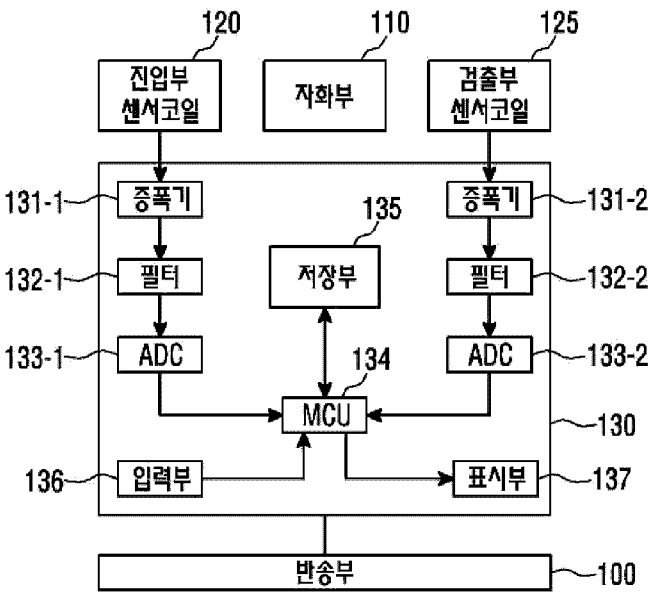 120
110
125
진입부
센서코일
자화부
검출부
센서코일
131-1
증폭기
증폭기
131-2
135
132-1
필터
저장부
필터
132-2
133-1
ADC
ADC
133-2
134
MCU
130
136
입력부
표시부
137
반송부
100